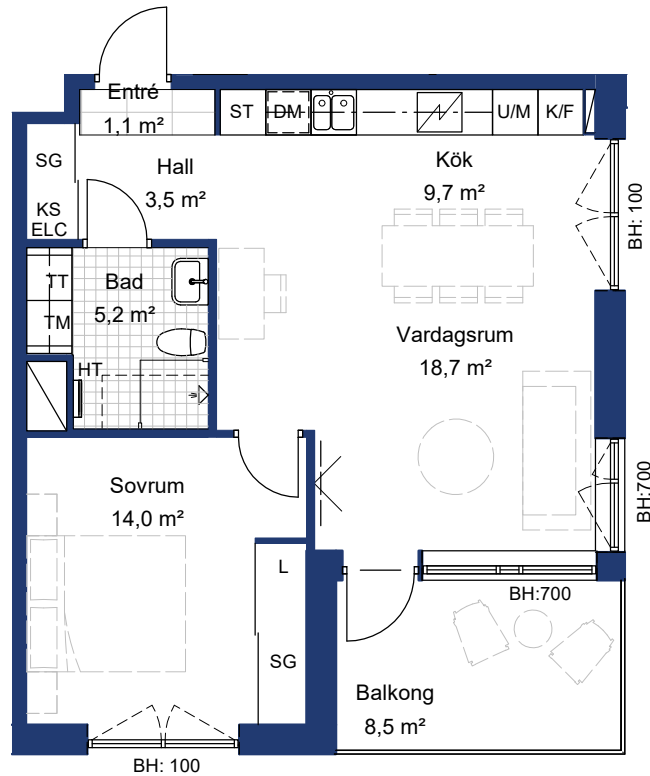 Entré
1,1 m²
ST
DM
U/M
K/F
SG
Hall
3,5 m²
Kök
9,7 m²
BH: 100
KS
ELC
Bad
5,2 m²
TT
TM
HT
Vardagsrum
18,7 m²
BH:700
Sovrum
14,0 m²
L
SG
BH:700
Balkong
8,5 m²
BH: 100